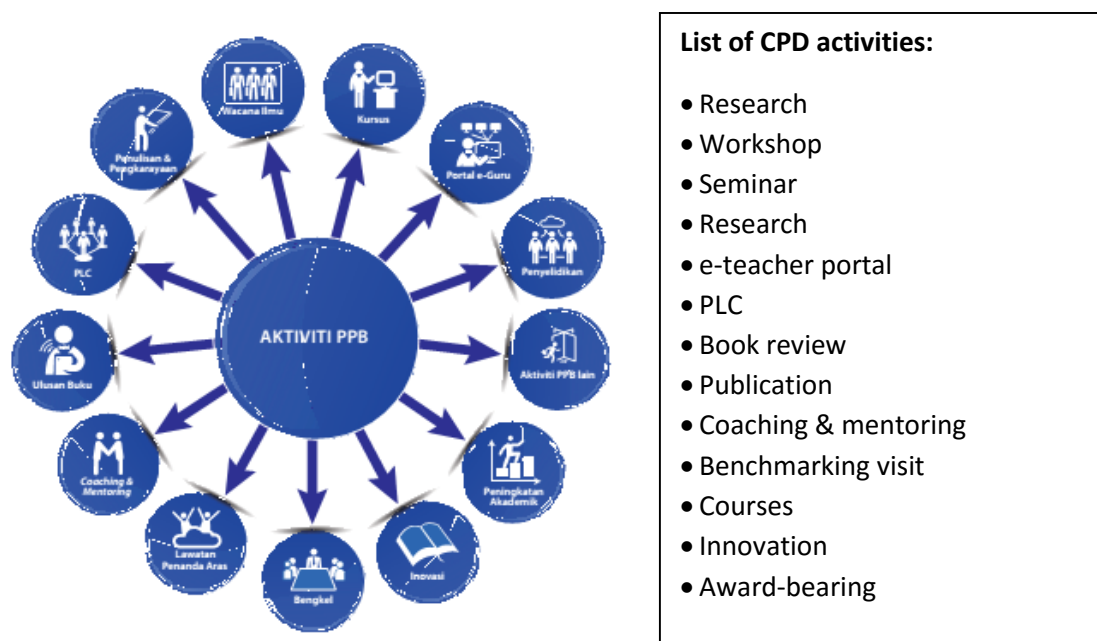 AKTIVITI PPB
Wacana Ilmu
Kursus
Portal e-Guru
Penyelidikan
Aktiviti PPB lain
Peningkatan
Akademik
Inovasi
Bengkel
Lawatan
Penanda Aras
Coaching &
Mentoring
Ulusan Buku
PLC
Penulisan &
Pengkaryaan
List of CPD activities:
• Research
• Workshop
• Seminar
• Research
• e-teacher portal
• PLC
• Book review
• Publication
• Coaching & mentoring
• Benchmarking visit
• Courses
• Innovation
• Award-bearing